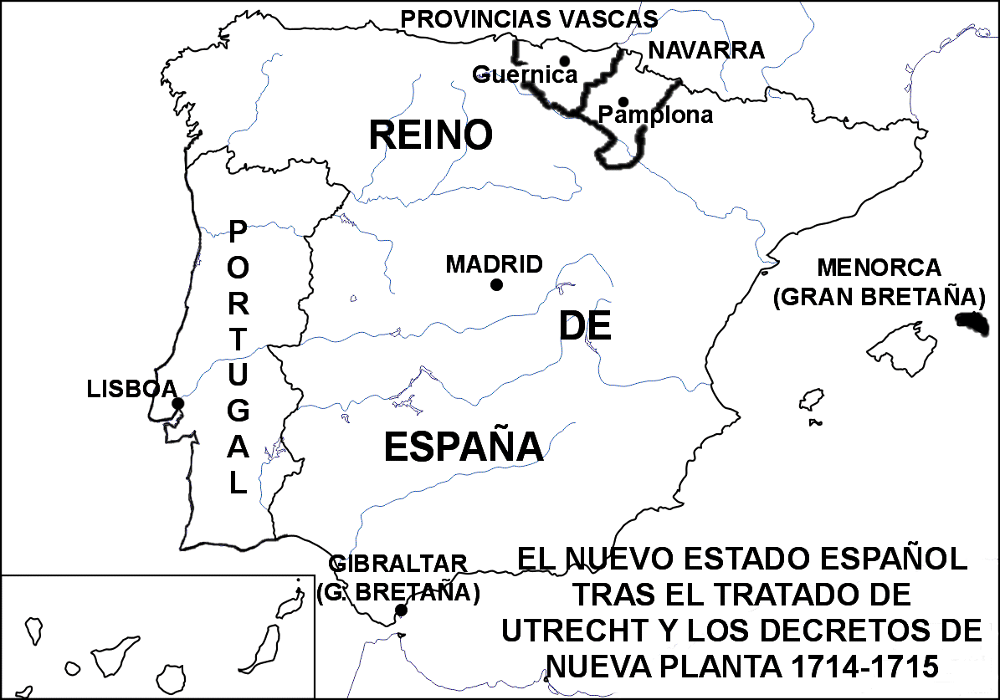 PROVINCIAS VASCAS
NAVARRA
Guernica
Pamplona
REINO
PORTUGAL
MADRID
MENORCA
(GRAN BRETAÑA)
DE
LISBOA
ESPAÑA
GIBRALTAR
(G. BRETAÑA)
EL NUEVO ESTADO ESPAÑOL
TRAS EL TRATADO DE
UTRECHT Y LOS DECRETOS DE
NUEVA PLANTA 1714-1715